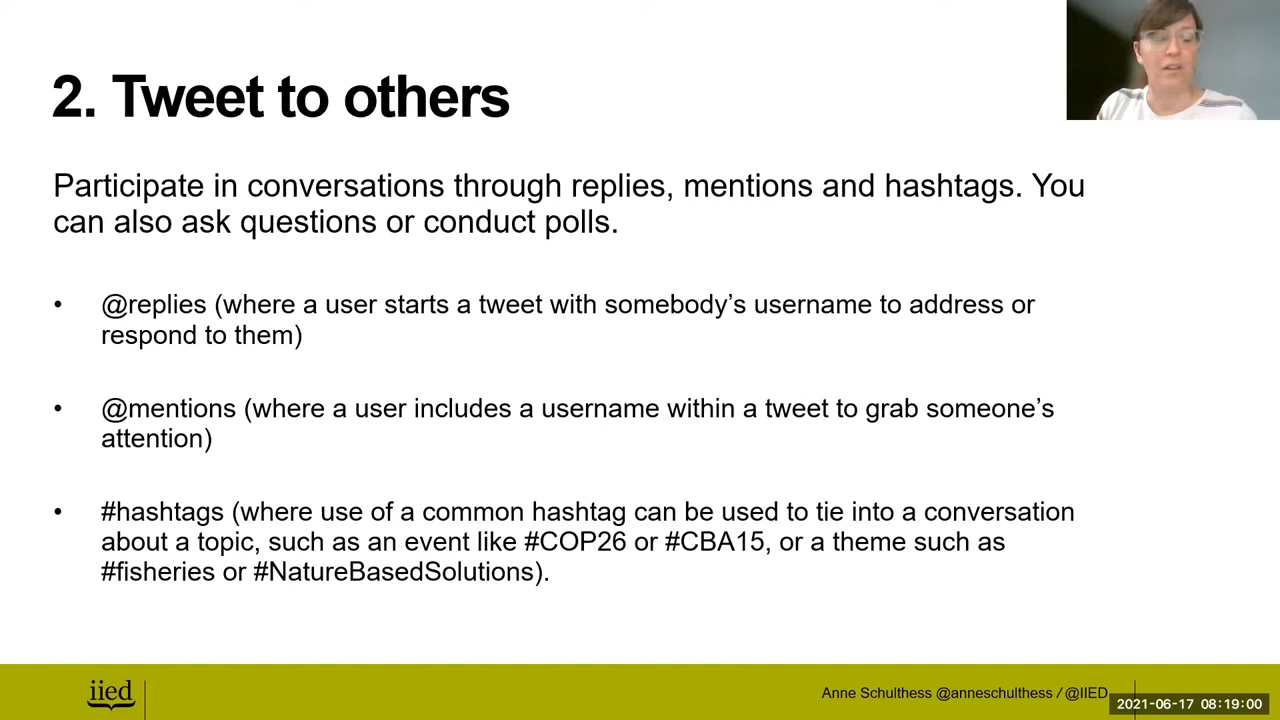 2. Tweet to others
Participate in conversations through replies, mentions and hashtags. You
can also ask questions or conduct polls.
• @replies (where a user starts a tweet with somebody’s username to address or
respond to them)
• @mentions (where a user includes a username within a tweet to grab someone’s
attention)
• #hashtags (where use of a common hashtag can be used to tie into a conversation
about a topic, such as an event like #COP26 or #CBA15, or a theme such as
#fisheries or #NatureBasedSolutions).
iied
Anne Schulthess @anneschulthess / @IIED
2021-06-17 08:19:00